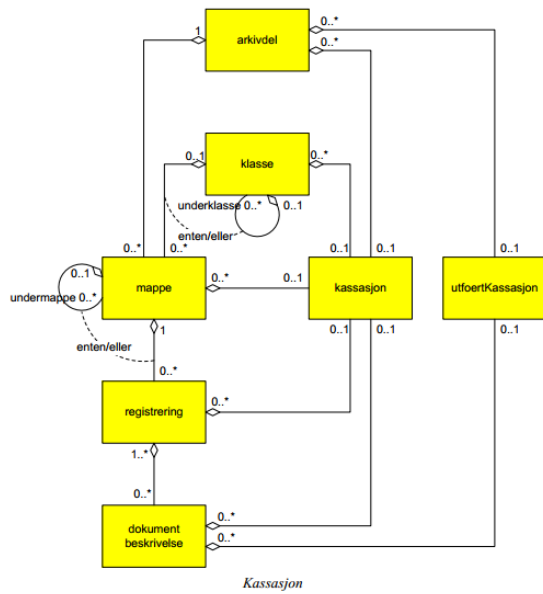 arkivdel
1
0..*
0..*
klasse
0..1
0..*
underklasse 0..*
0..1
enten/eller
0..*
0..*
0..1
0..1
0..1
0..1
undermappe 0..*
mappe
0..*
0..1
kassasjon
utfoertKassasjon
1
0..1
0..1
0..1
enten/eller
0..*
registrering
0..*
1..*
0..*
dokument
beskrivelse
0..*
0..*
Kassasjon